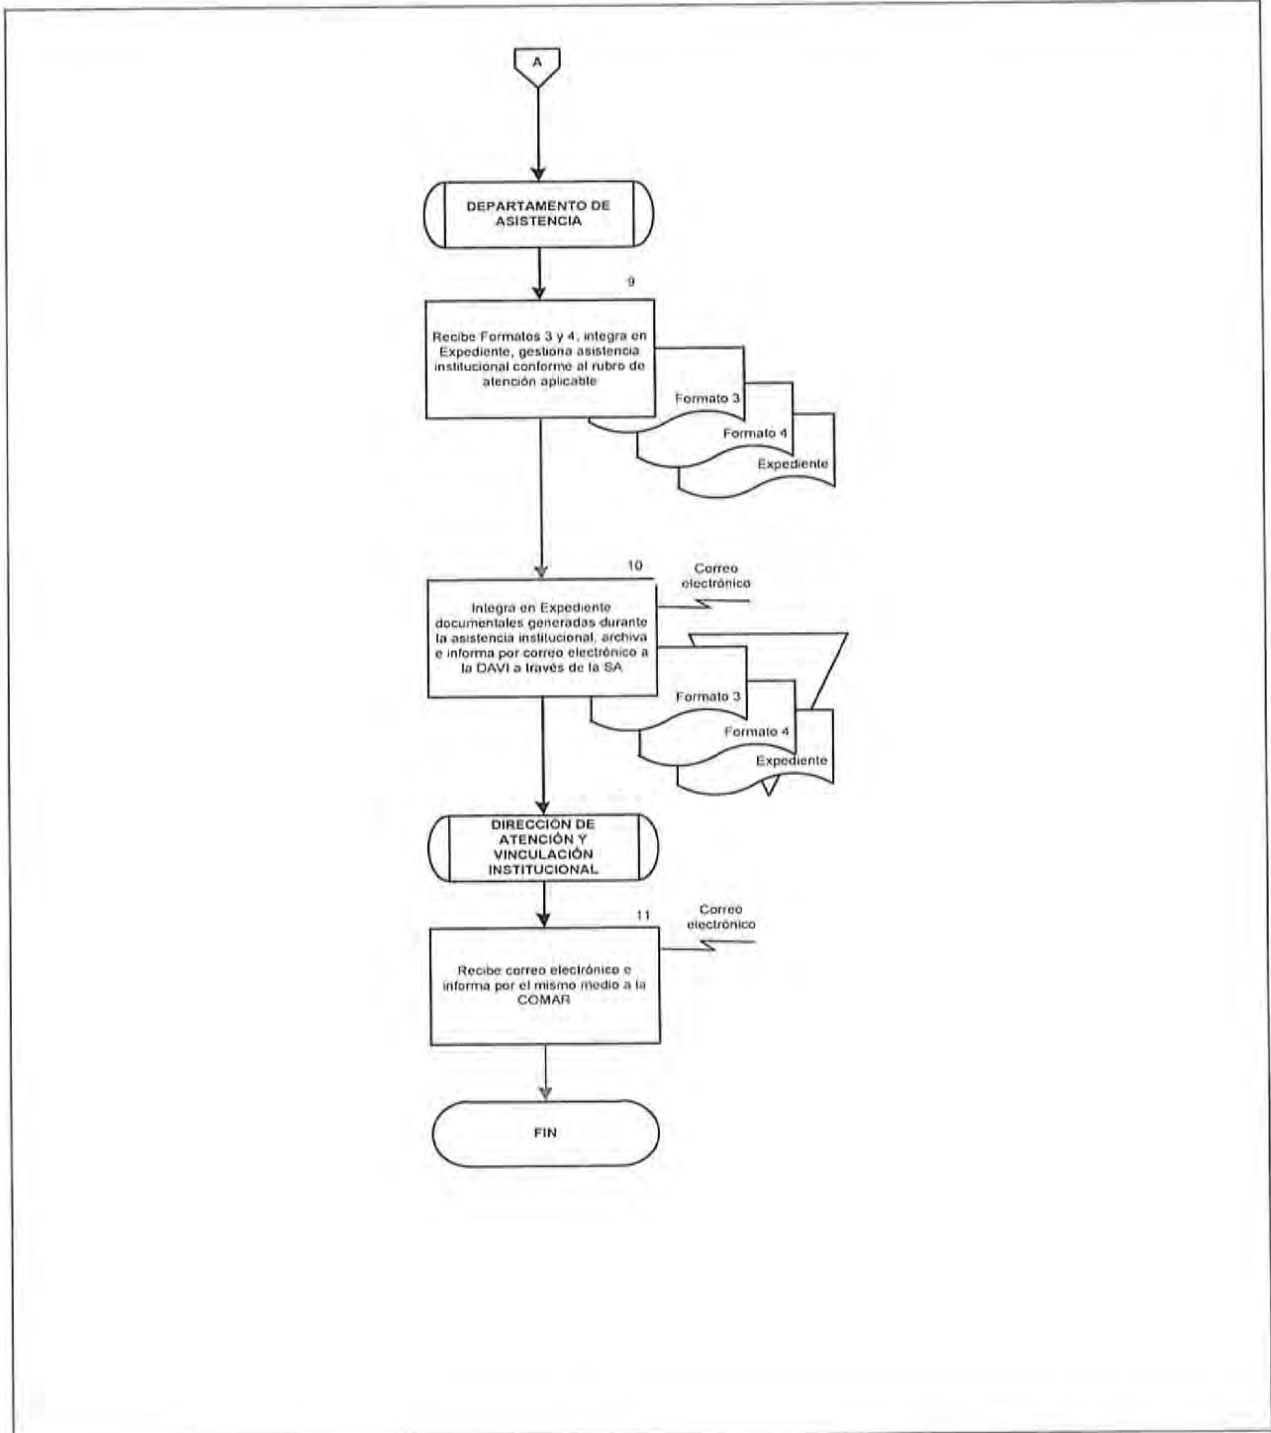 A
DEPARTAMENTO DE
ASISTENCIA
9
Recibe Formatos 3 y 4, integra en
Expediente, gestiona asistencia
institucional conforme al rubro de
atención aplicable
Formato 3
Formato 4
Expediente
10
Correo
electrónico
Integra en Expediente
documentales generadas durante
la asistencia institucional, archiva
e informa por correo electrónico a
la DAVI a través de la SA
Formato 3
Formato 4
Expediente
DIRECCIÓN DE
ATENCIÓN Y
VINCULACIÓN
INSTITUCIONAL
11
Correo
electrónico
Recibe correo electrónico e
informa por el mismo medio a la
COMAR
FIN